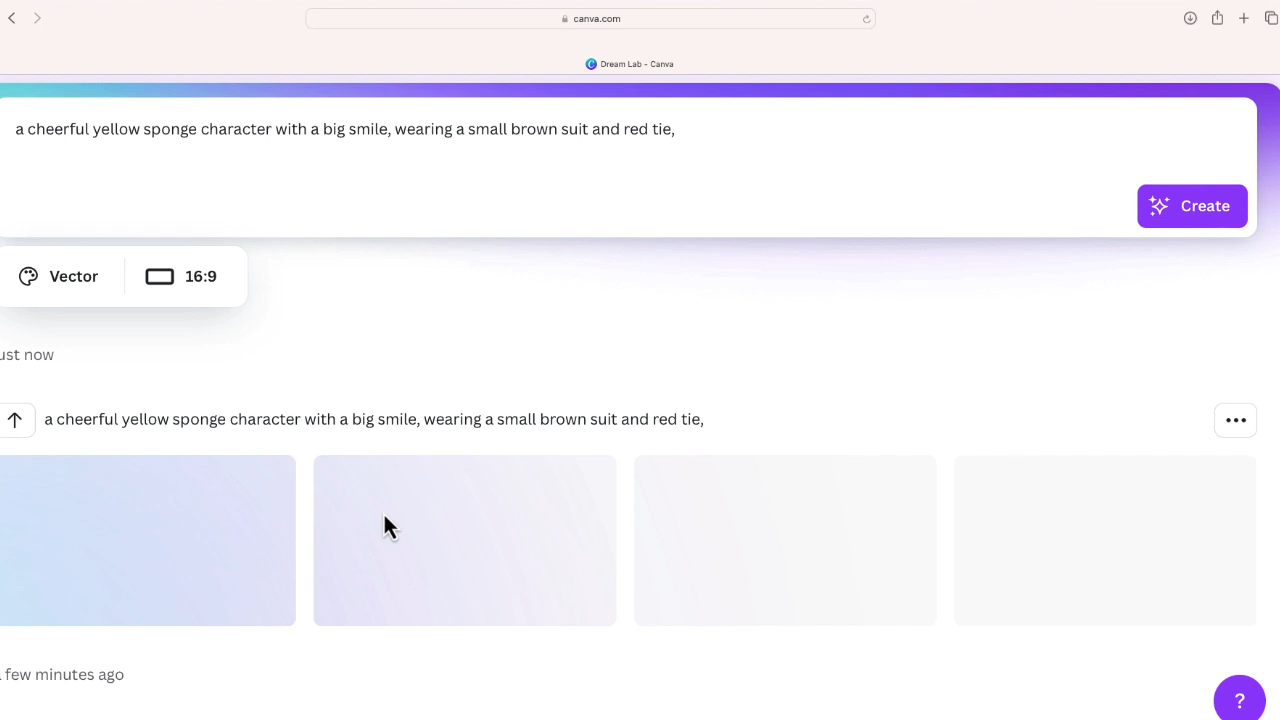 canva.com
Dream Lab - Canva
a cheerful yellow sponge character with a big smile, wearing a small brown suit and red tie,
Create
Vector
16:9
ust now
a cheerful yellow sponge character with a big smile, wearing a small brown suit and red tie,
few minutes ago
?